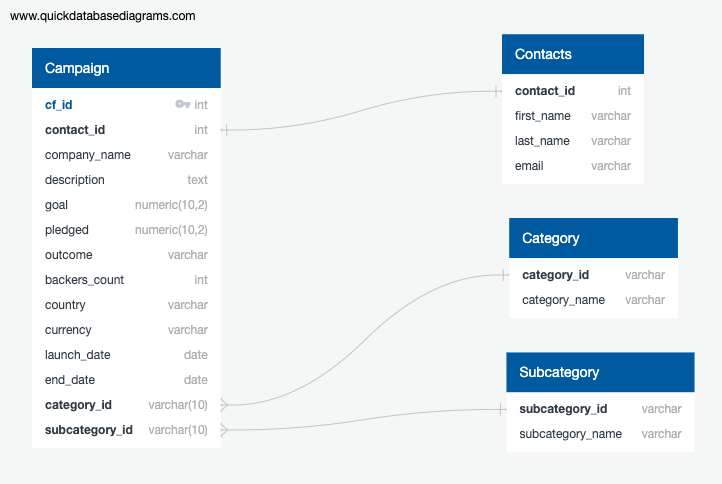 www.quickdatabasediagrams.com
Campaign
cf_id int
contact_id int
company_name varchar
description text
goal numeric(10,2)
pledged numeric(10,2)
outcome varchar
backers_count int
country varchar
currency varchar
launch_date date
end_date date
category_id varchar(10)
subcategory_id varchar(10)
Contacts
contact_id int
first_name varchar
last_name varchar
email varchar
Category
category_id varchar
category_name varchar
Subcategory
subcategory_id varchar
subcategory_name varchar